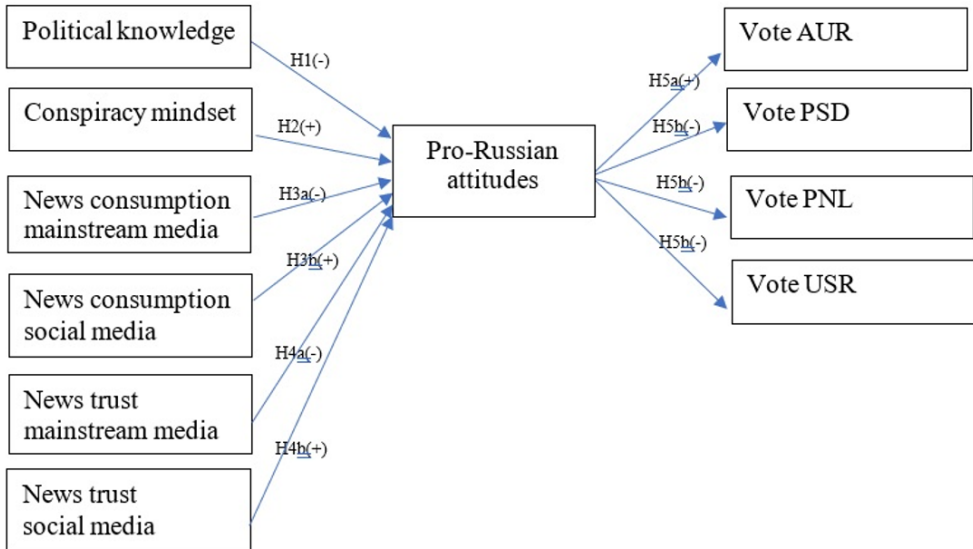 Political knowledge
Conspiracy mindset
News consumption
mainstream media
News consumption
social media
News trust
mainstream media
News trust
social media
H1(-)
H2(+)
H3a(-)
H3b(+)
H4a(-)
H4b(+)
Pro-Russian
attitudes
H5a(+)
H5b(-)
H5b(-)
H5b(-)
Vote AUR
Vote PSD
Vote PNL
Vote USR